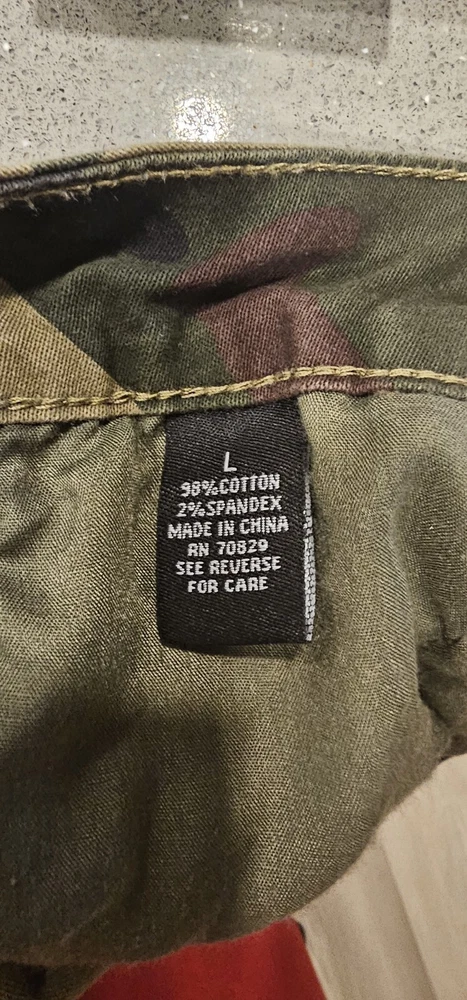 L
98%COTTON
2%SPANDEX
MADE IN CHINA
RN 70829
SEE REVERSE
FOR CARE